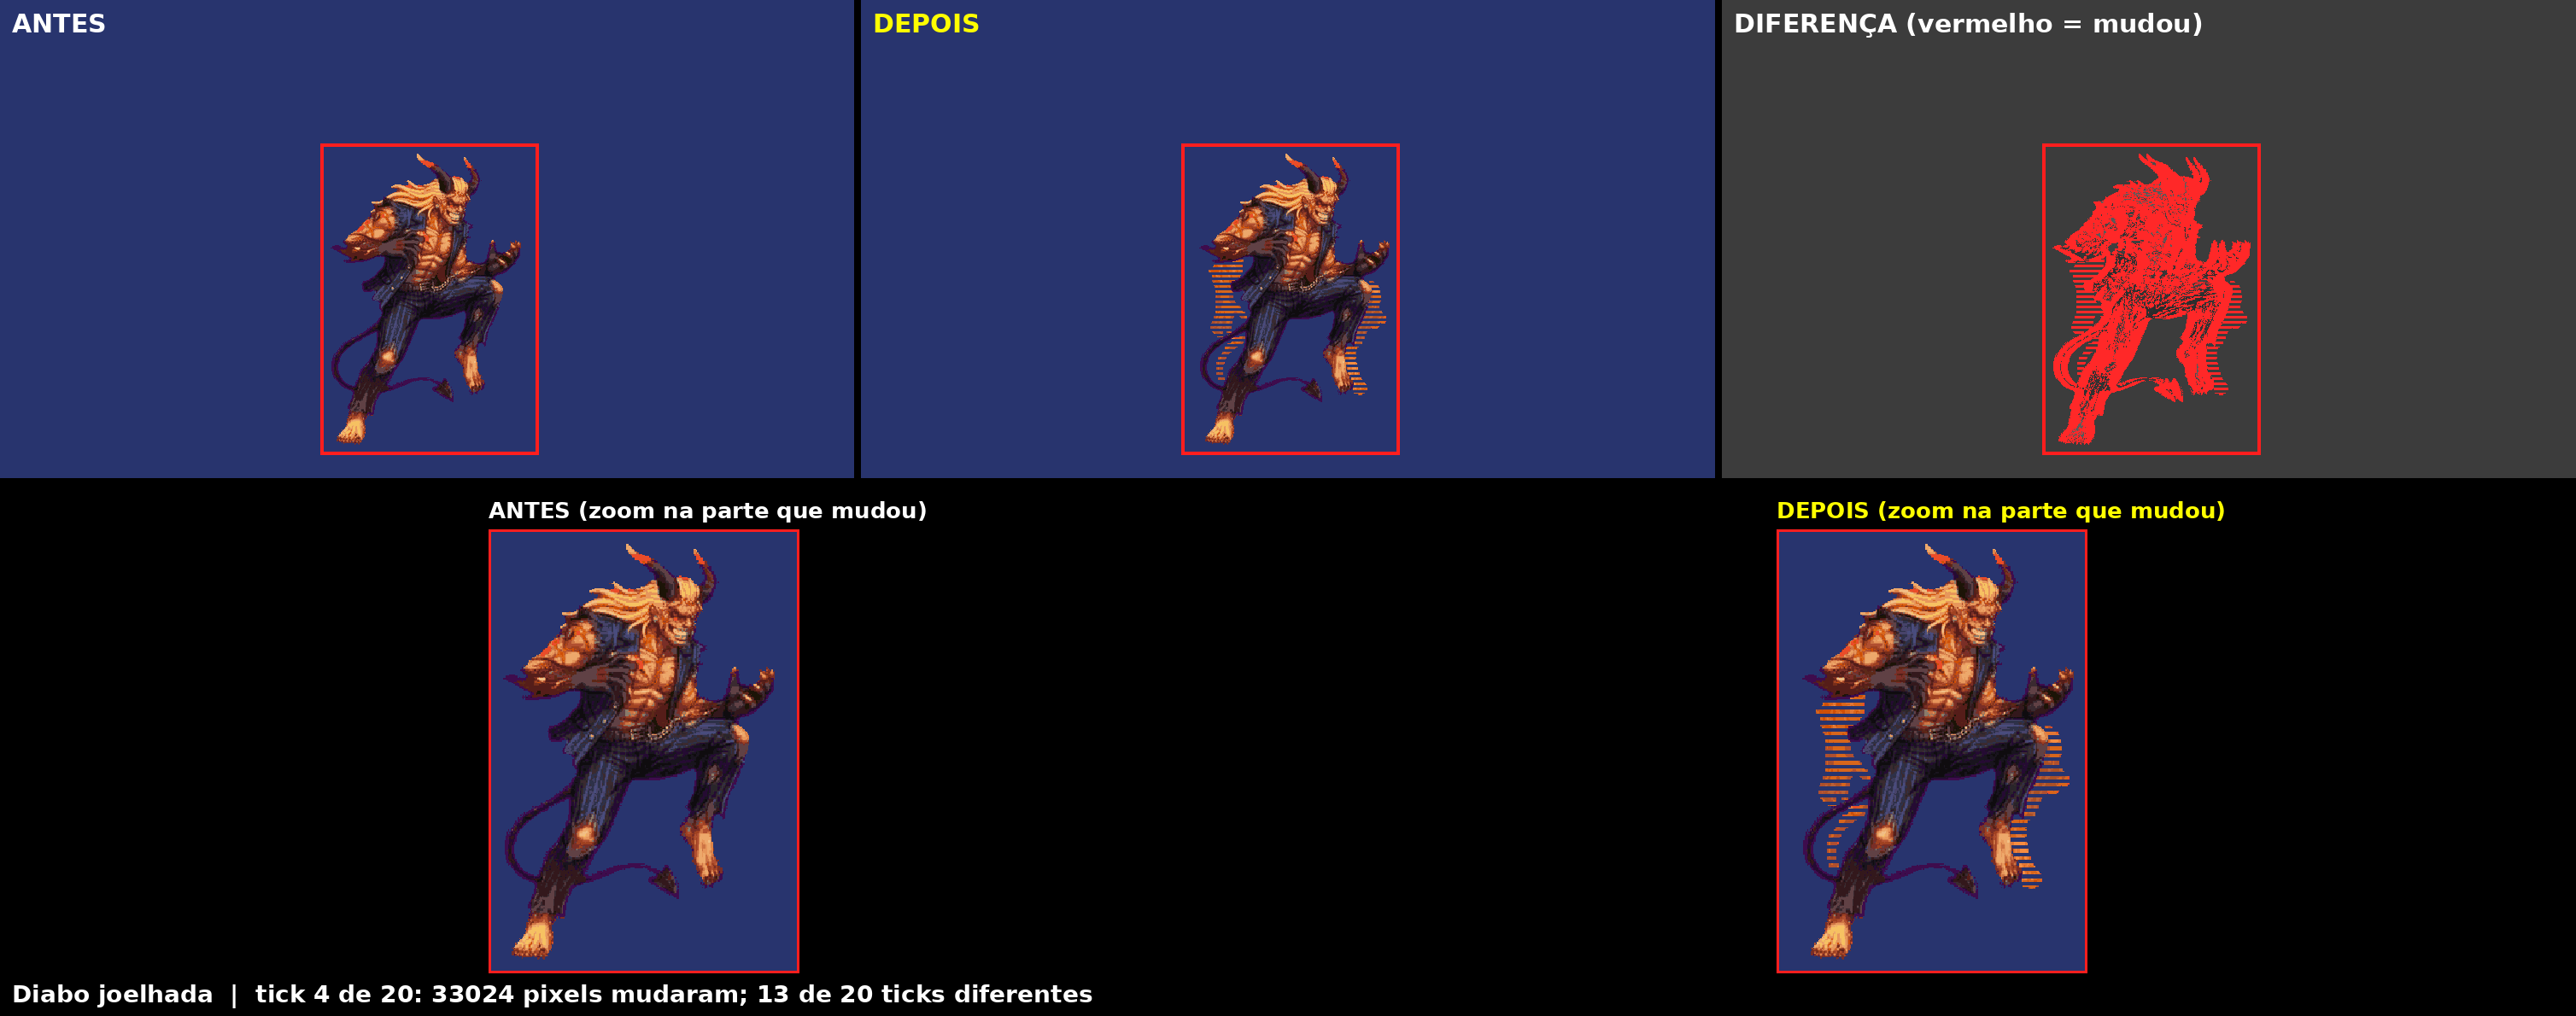 ANTES
DEPOIS
DIFERENÇA (vermelho = mudou)
ANTES (zoom na parte que mudou)
DEPOIS (zoom na parte que mudou)
Diabo joelhada | tick 4 de 20: 33024 pixels mudaram; 13 de 20 ticks diferentes